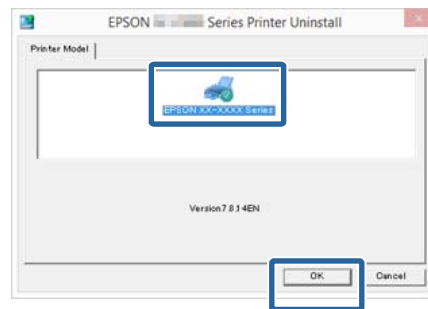 EPSON Series Printer Uninstall
Printer Model
EPSON XX-XXXX Series
Version7.8.14EN
OK
Cancel